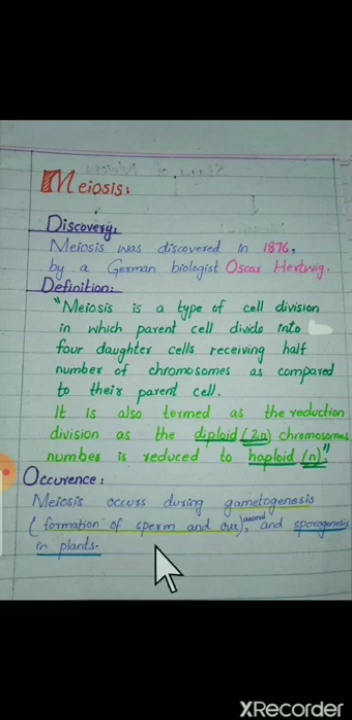 Meiosis:
Discovery,
Meiosis was discovered in 1876,
by a German biologist Oscar Hertwig.
Definition:
"Meiosis is a type of cell division
in which parent cell divide into
four daughter cells receiving half
number of chromosomes as compared
to their parent cell.
It is also termed as the reduction
division as the diploid (2n) chromosomes
number is reduced to haploid (n)."
Occurence:
Meiosis occurs during gametogenesis
(formation of sperm and ova), animal and sporogenesis
in plants.
XRecorder